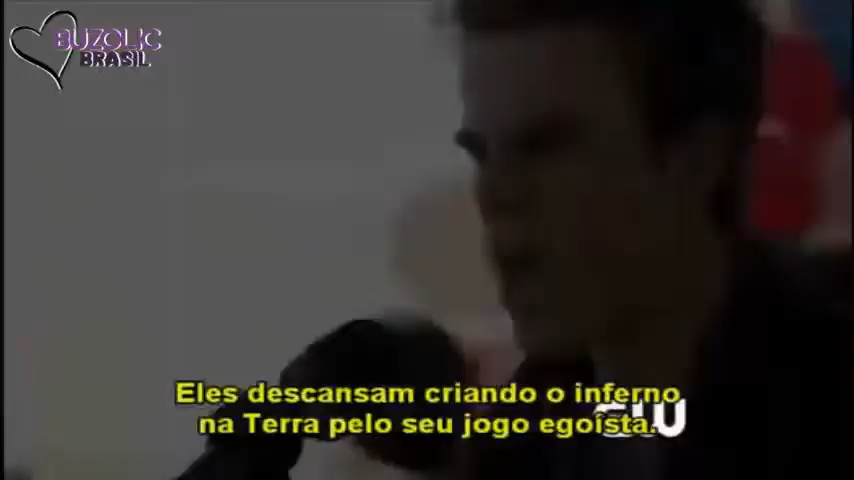 BUZOLIC
BRASIL
Eles descansam criando o inferno
na Terra pelo seu jogo egoísta.